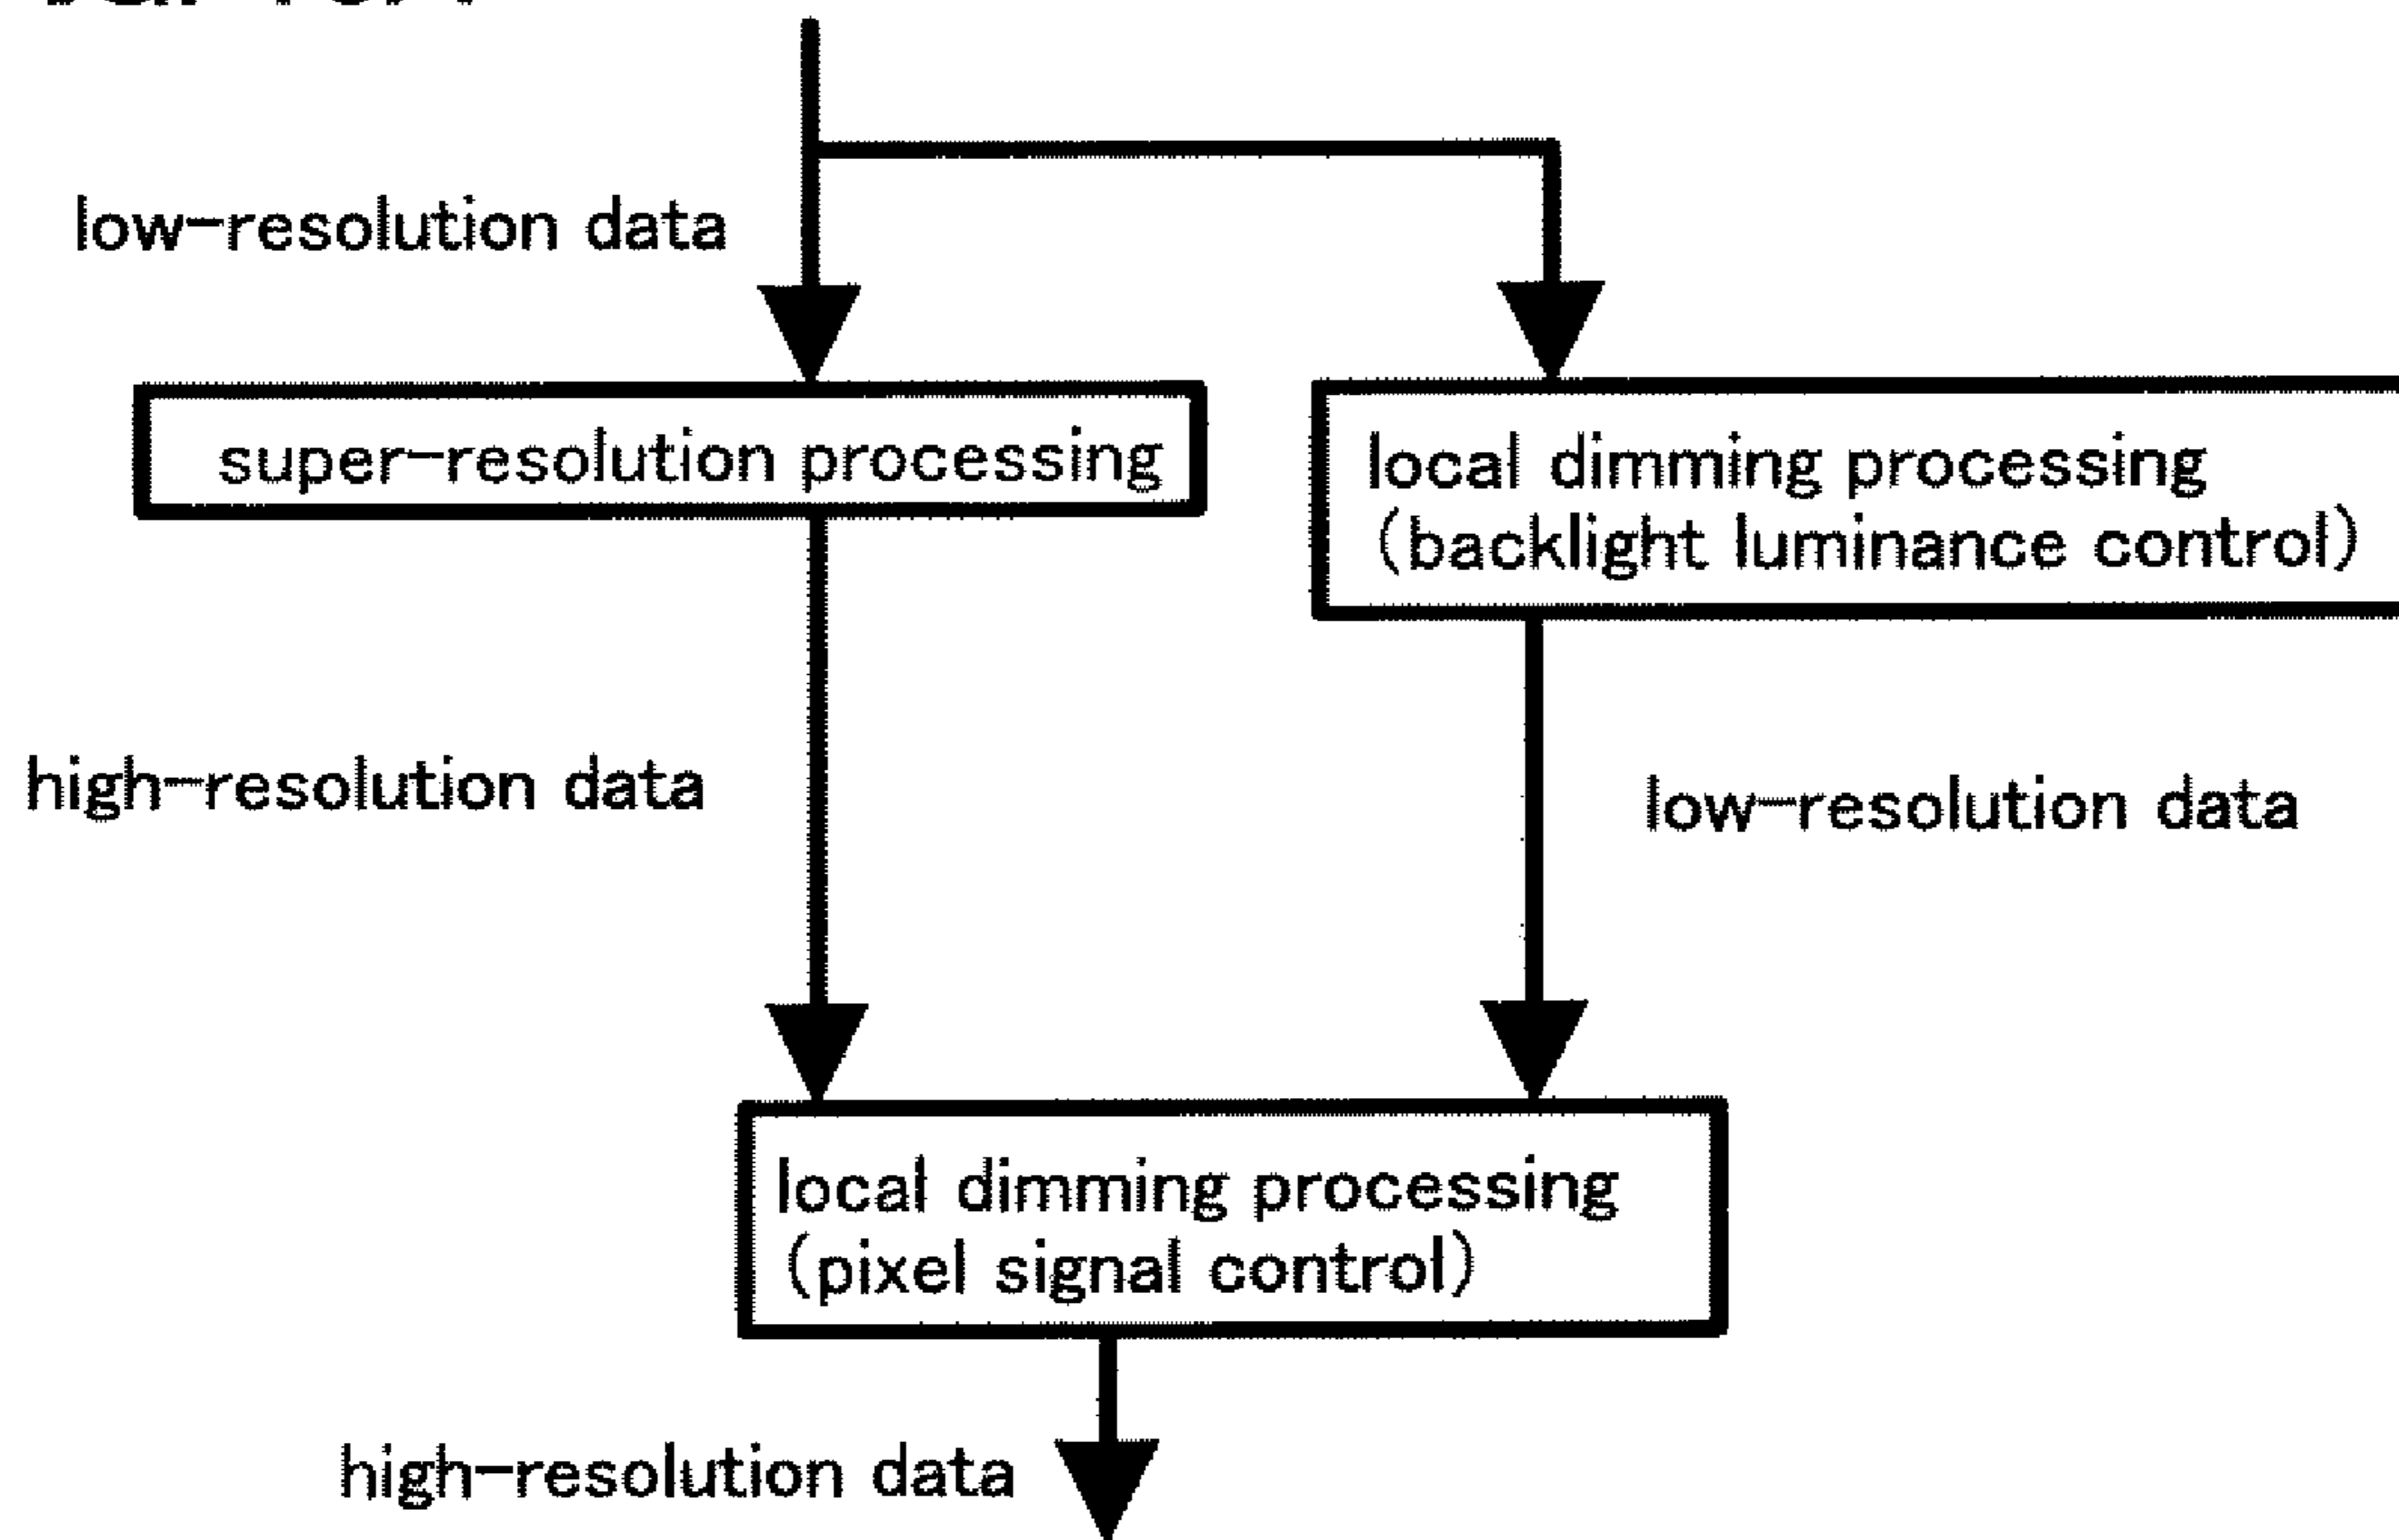 low-resolution data
super-resolution processing
local dimming processing
(backlight luminance control)
high-resolution data
low-resolution data
local dimming processing
(pixel signal control)
high-resolution data